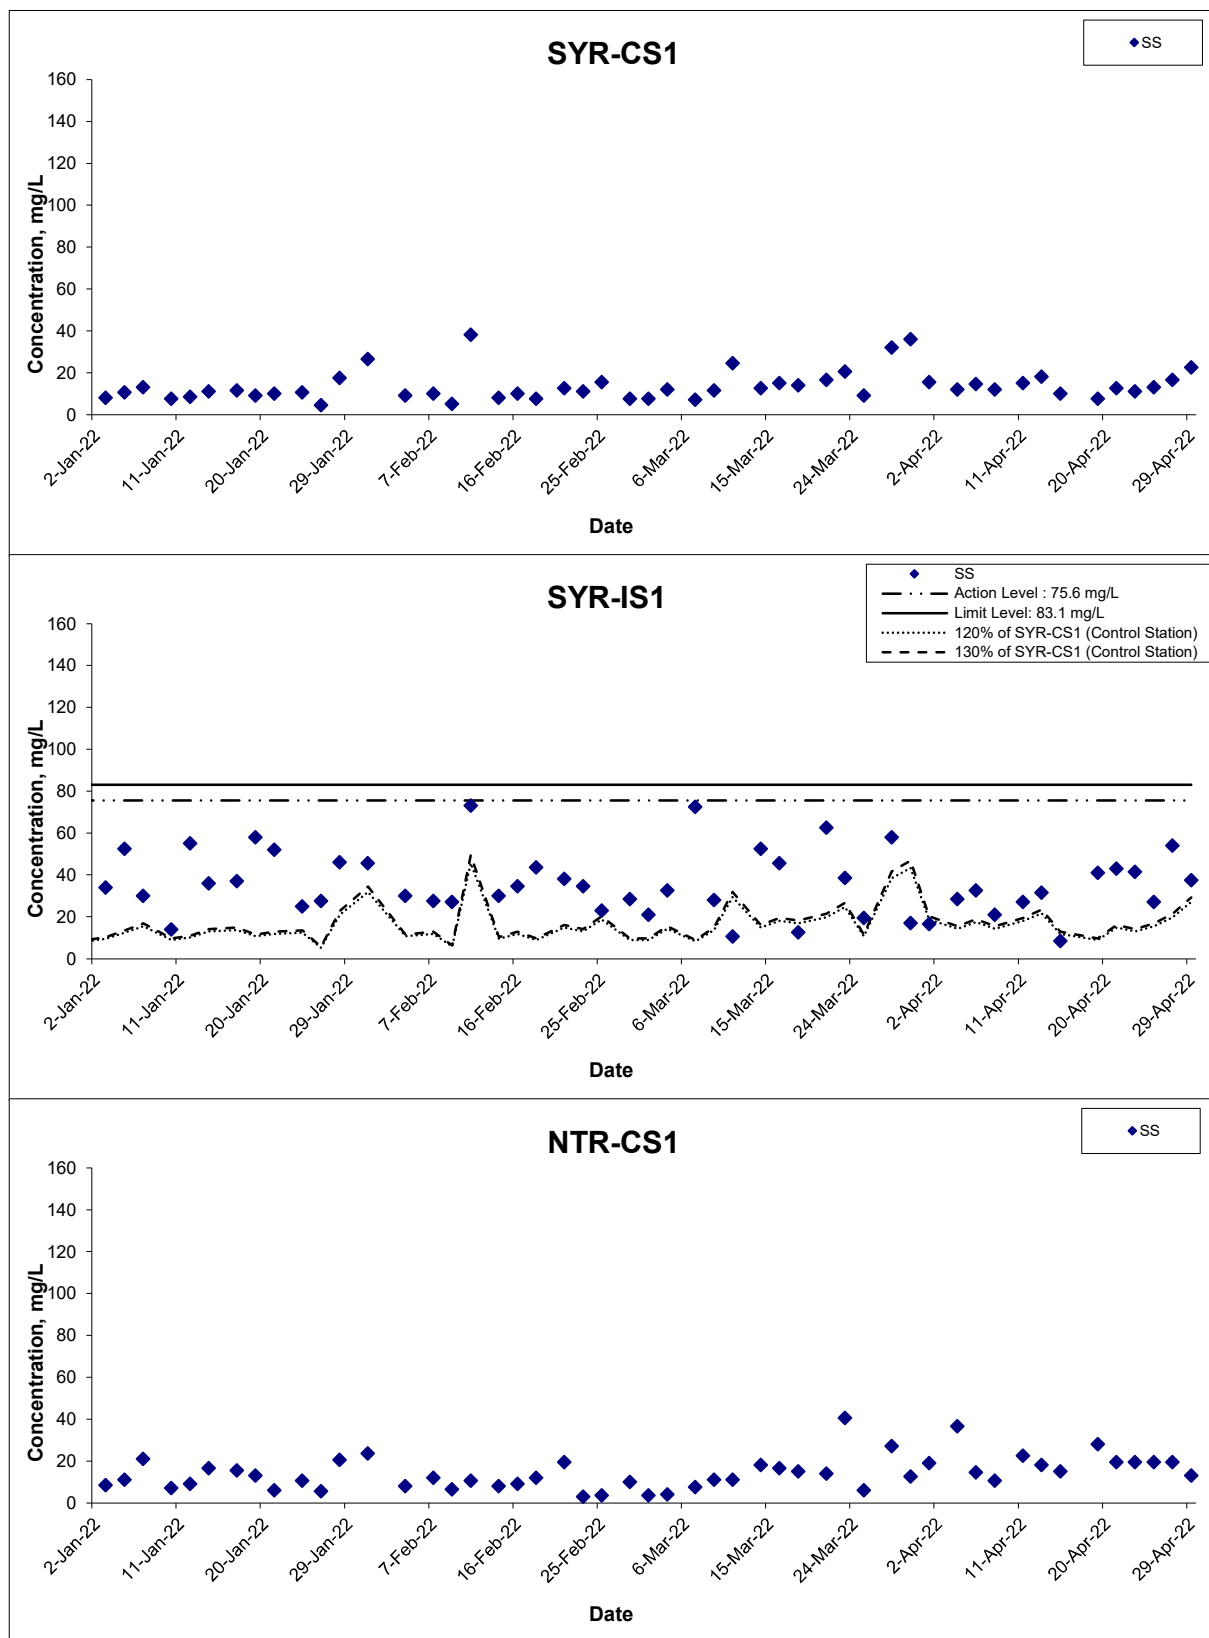 SYR-CS1
SS
Concentration, mg/L
160
140
120
100
80
60
40
20
0
2-Jan-22
11-Jan-22
20-Jan-22
29-Jan-22
7-Feb-22
16-Feb-22
25-Feb-22
6-Mar-22
15-Mar-22
24-Mar-22
2-Apr-22
11-Apr-22
20-Apr-22
29-Apr-22
Date
SYR-IS1
SS
Action Level : 75.6 mg/L
Limit Level: 83.1 mg/L
120% of SYR-CS1 (Control Station)
130% of SYR-CS1 (Control Station)
Concentration, mg/L
160
140
120
100
80
60
40
20
0
2-Jan-22
11-Jan-22
20-Jan-22
29-Jan-22
7-Feb-22
16-Feb-22
25-Feb-22
6-Mar-22
15-Mar-22
24-Mar-22
2-Apr-22
11-Apr-22
20-Apr-22
29-Apr-22
Date
NTR-CS1
SS
Concentration, mg/L
160
140
120
100
80
60
40
20
0
2-Jan-22
11-Jan-22
20-Jan-22
29-Jan-22
7-Feb-22
16-Feb-22
25-Feb-22
6-Mar-22
15-Mar-22
24-Mar-22
2-Apr-22
11-Apr-22
20-Apr-22
29-Apr-22
Date